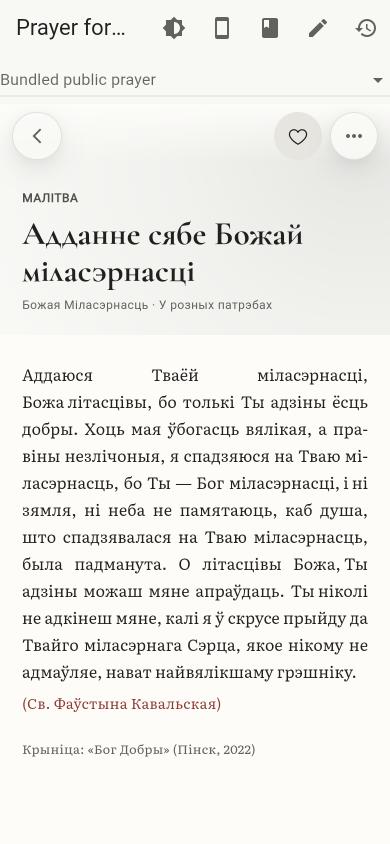 Prayer for...
Bundled public prayer
МАЛІТВА
Адданне сябе Божай
міласэрнасці
Божая Міласэрнасць · У розных патрэбах
Аддаюся Тваёй міласэрнасці,
Божа літасцівы, бо толькі Ты адзіны ёсць
добры. Хоць мая ўбогасць вялікая, а пра-
віны незлічоныя, я спадзяюся на Тваю мі-
ласэрнасць, бо Ты — Бог міласэрнасці, і ні
зямля, ні неба не памятаюць, каб душа,
што спадзявалася на Тваю міласэрнасць,
была падманута. О літасцівы Божа, Ты
адзіны можаш мяне апраўдаць. Ты ніколі
не адкінеш мяне, калі я ў скрусе прыйду да
Твайго міласэрнага Сэрца, якое нікому не
адмаўляе, нават найвялікшаму грэшніку.
(Св. Фаўстына Кавальская)
Крыніца: «Бог Добры» (Пінск, 2022)